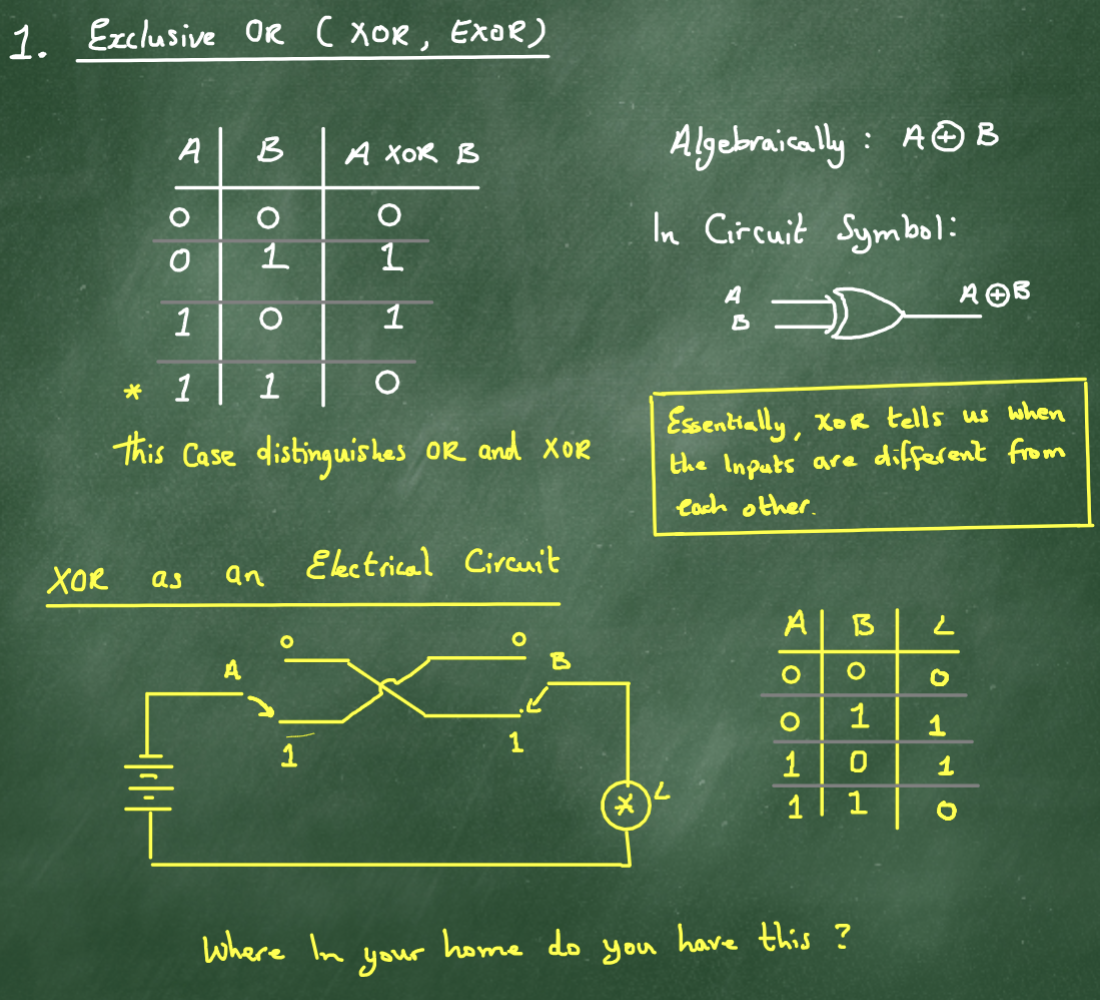 1. Exclusive OR ( XOR, EXOR)
A B A XOR B
0 0 0
0 1 1
1 0 1
* 1 1 0
This Case distinguishes OR and XOR
Algebraically : A ⊕ B
In Circuit Symbol:
A
B
A ⊕ B
Essentially, XOR tells us when
the Inputs are different from
each other.
XOR as an Electrical Circuit
0 0
A B
1 1
L
A B L
0 0 0
0 1 1
1 0 1
1 1 0
Where In your home do you have this ?